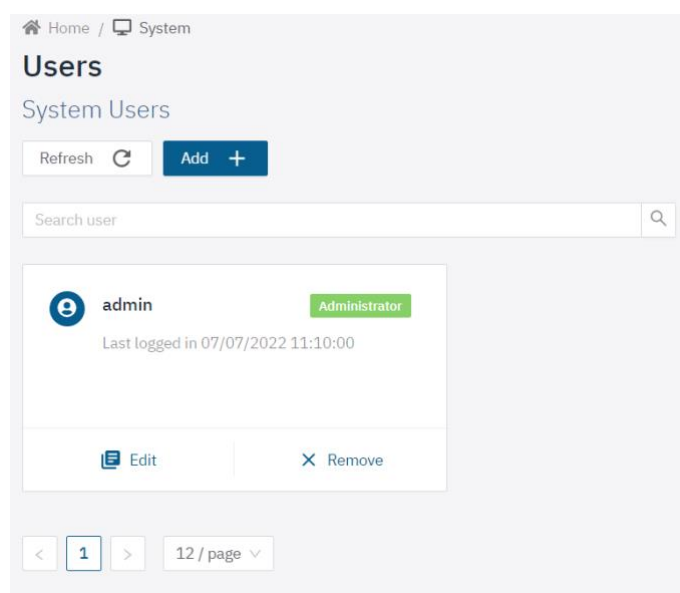 Home / System
Users
System Users
Refresh Add +
Search user
admin Administrator
Last logged in 07/07/2022 11:10:00
Edit Remove
< 1 > 12 / page